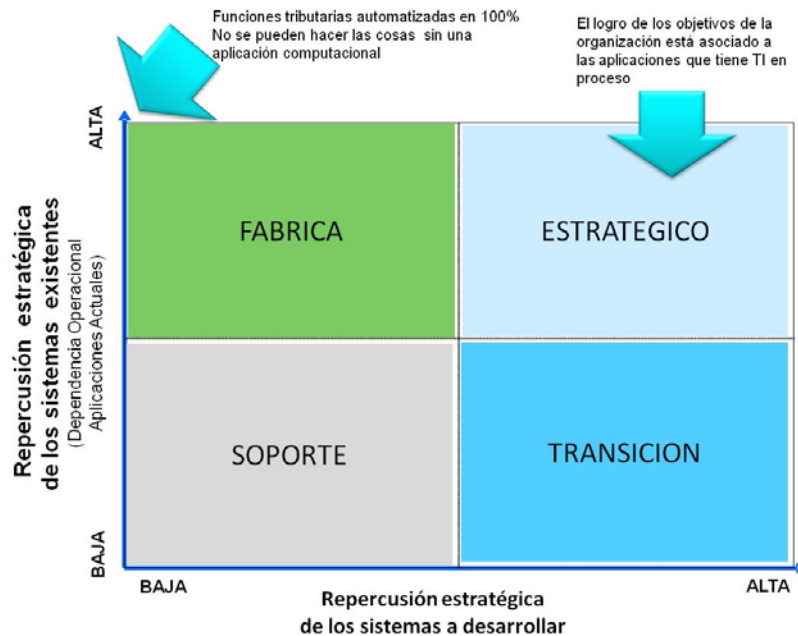 Funciones tributarias automatizadas en 100%
No se pueden hacer las cosas sin una
aplicación computacional
El logro de los objetivos de la
organización está asociado a
las aplicaciones que tiene TI en
proceso
ALTA
Repercusión estratégica
de los sistemas existentes
(Dependencia Operacional
Aplicaciones Actuales)
BAJA
FABRICA
ESTRATEGICO
SOPORTE
TRANSICION
BAJA
ALTA
Repercusión estratégica
de los sistemas a desarrollar